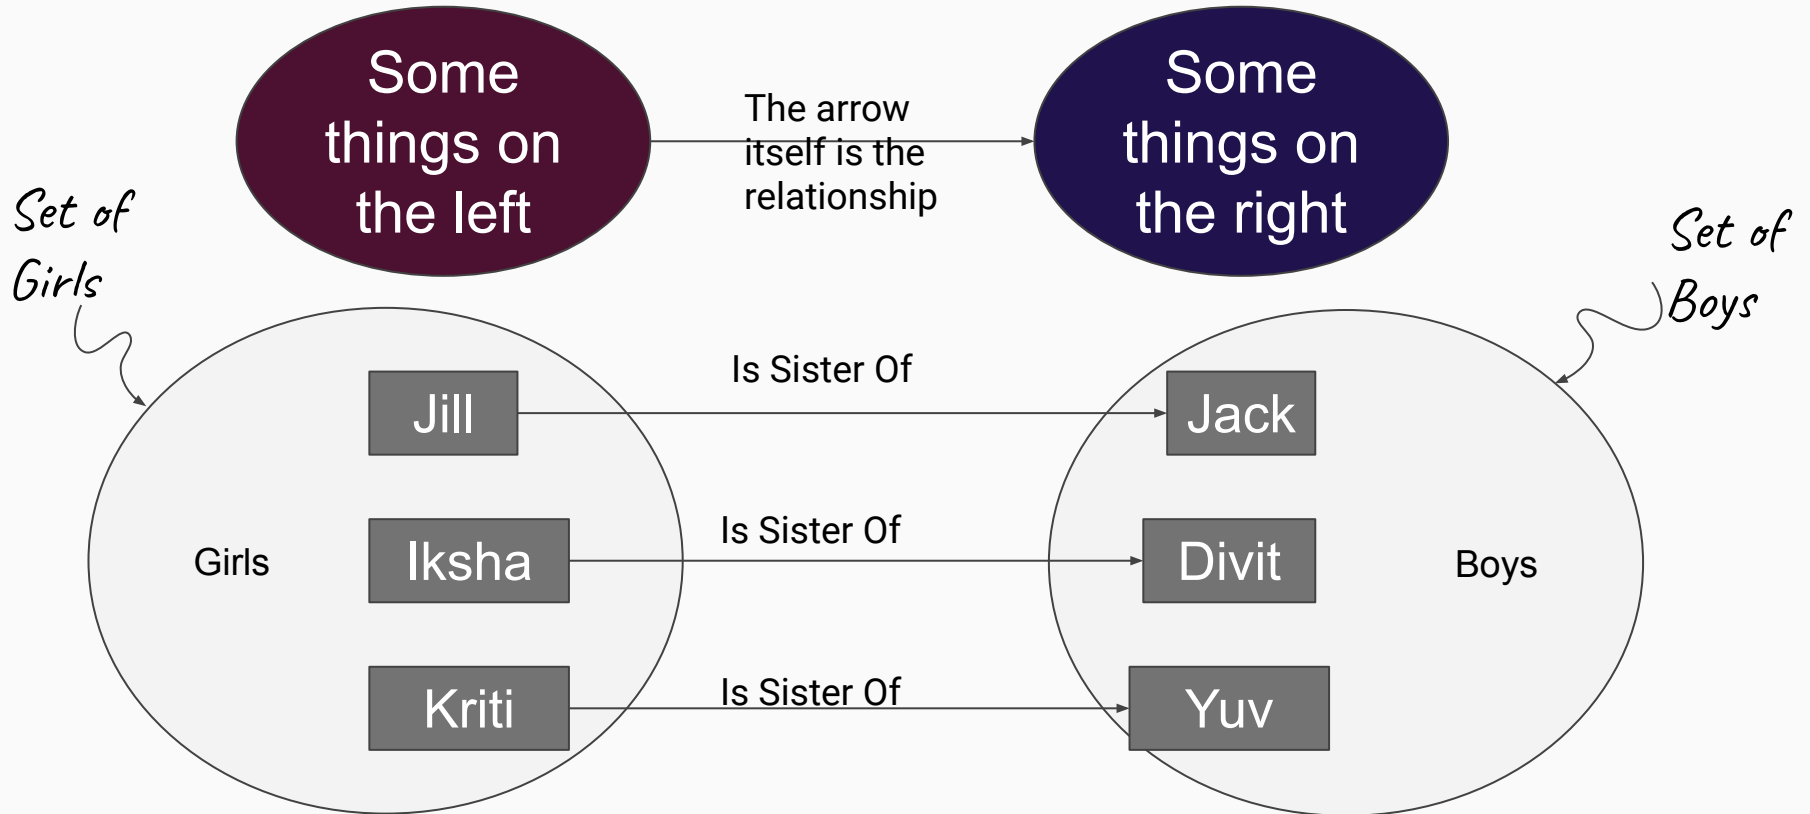 Some
things on
the left
The arrow
itself is the
relationship
Some
things on
the right
Set of
Girls
Set of
Boys
Is Sister Of
Jill
Jack
Is Sister Of
Girls
Iksha
Divit
Boys
Is Sister Of
Kriti
Yuv